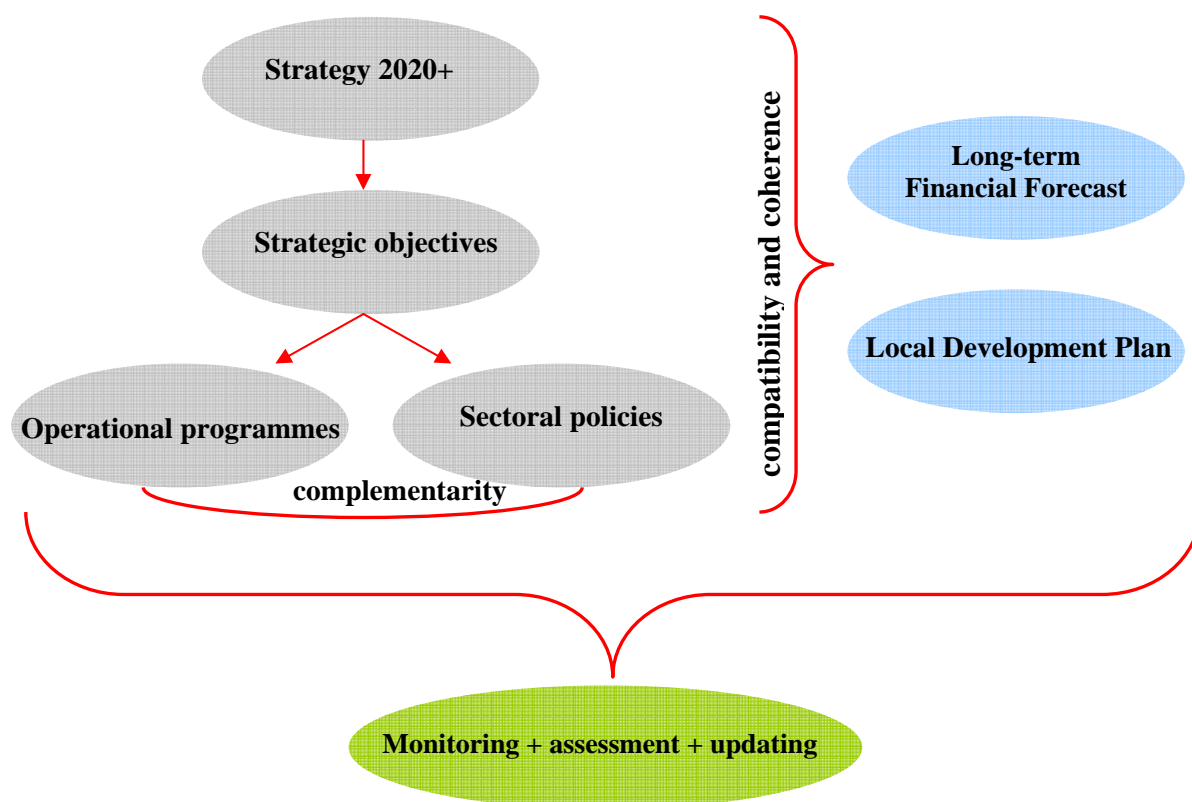 Strategy 2020+
Strategic objectives
Operational programmes
Sectoral policies
complementarity
compatibility and coherence
Long-term
Financial Forecast
Local Development Plan
Monitoring + assessment + updating